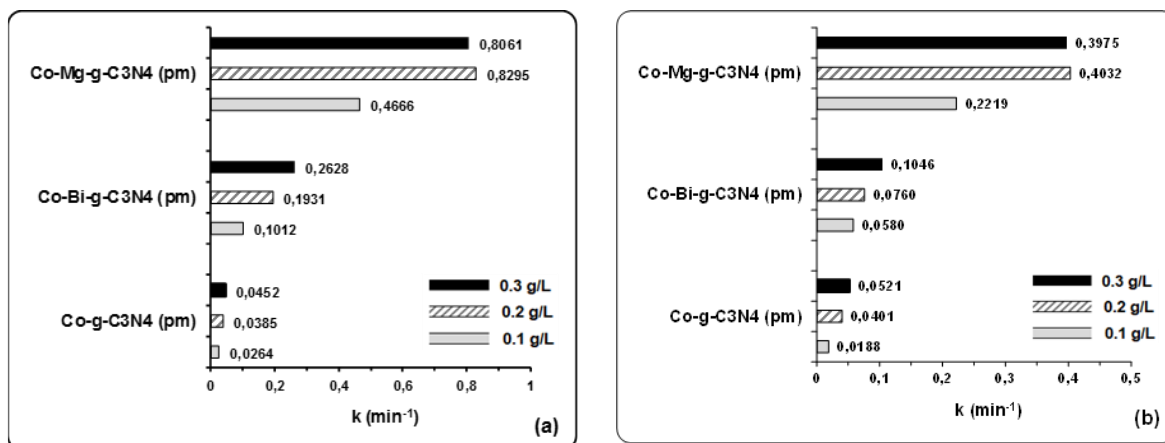 0,8061
Co-Mg-g-C3N4 (pm)
0,8295
0,4666
0,2628
Co-Bi-g-C3N4 (pm)
0,1931
0,1012
0,0452
Co-g-C3N4 (pm)
0,0385
0,0264
0.3 g/L
0.2 g/L
0.1 g/L
0 0,2 0,4 0,6 0,8 1
k (min⁻¹)
(a)
0,3975
Co-Mg-g-C3N4 (pm)
0,4032
0,2219
0,1046
Co-Bi-g-C3N4 (pm)
0,0760
0,0580
0,0521
Co-g-C3N4 (pm)
0,0401
0,0188
0.3 g/L
0.2 g/L
0.1 g/L
0 0,1 0,2 0,3 0,4 0,5
k (min⁻¹)
(b)